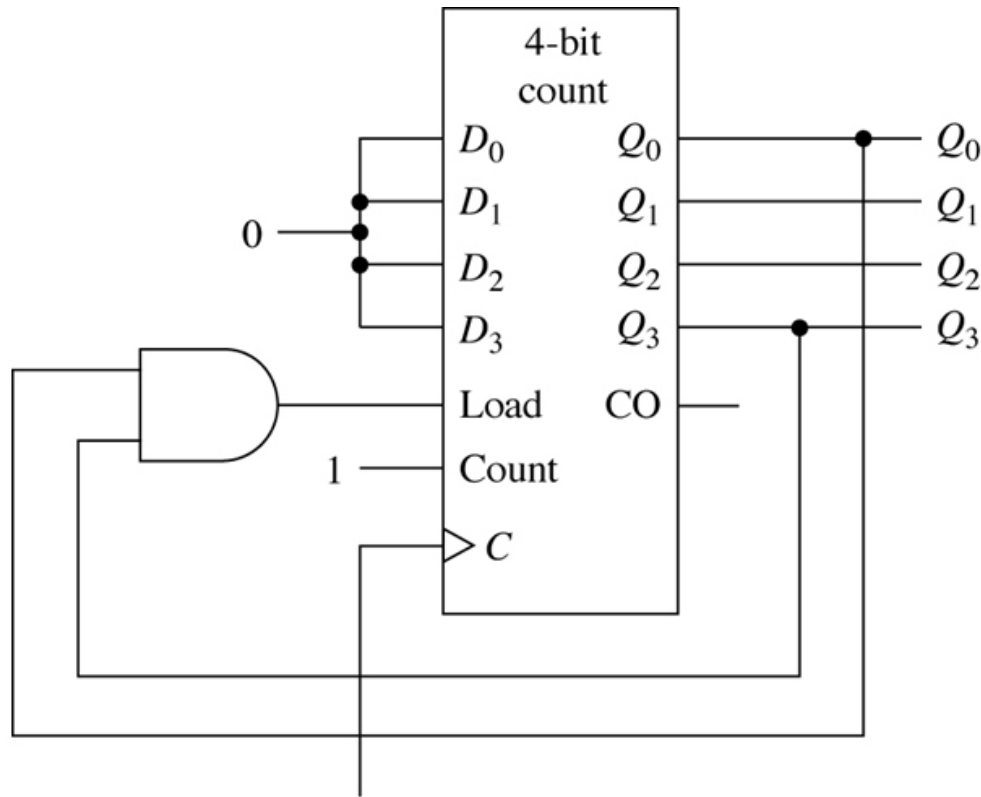 4-bit
count
D0 Q0 Q0
D1 Q1 Q1
0
D2 Q2 Q2
D3 Q3 Q3
Load CO
1 Count
C